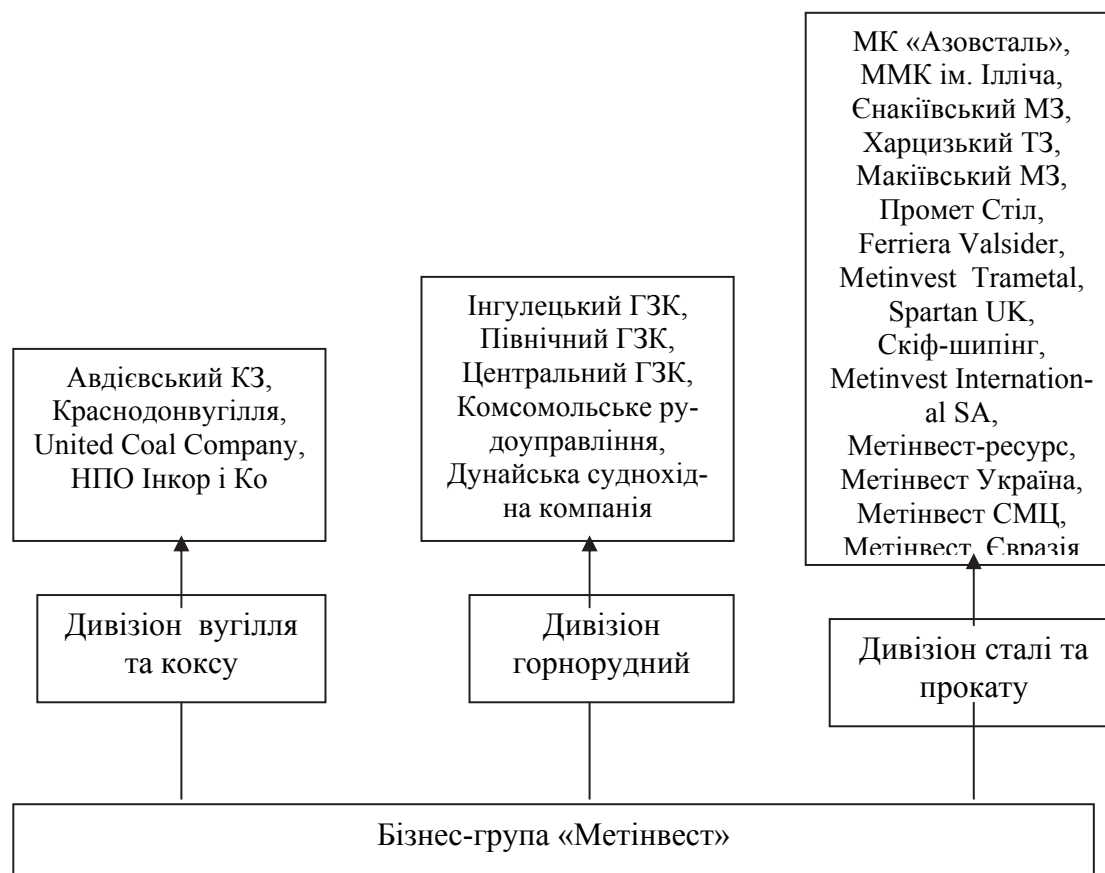 МК «Азовсталь»,
ММК ім. Ілліча,
Єнакіївський МЗ,
Харцизький ТЗ,
Макіївський МЗ,
Промет Стіл,
Ferriera Valsider,
Metinvest Trametal,
Spartan UK,
Скіф-шипінг,
Metinvest Internation-
al SA,
Метінвест-ресурс,
Метінвест Україна,
Метінвест СМЦ,
Метінвест Євразія
Інгулецький ГЗК,
Північний ГЗК,
Центральний ГЗК,
Комсомольське ру-
доуправління,
Дунайська суднохід-
на компанія
Авдієвський КЗ,
Краснодонвугілля,
United Coal Company,
НПО Інкор і Ко
Дивізіон вугілля
та коксу
Дивізіон
горнорудний
Дивізіон сталі та
прокату
Бізнес-група «Метінвест»